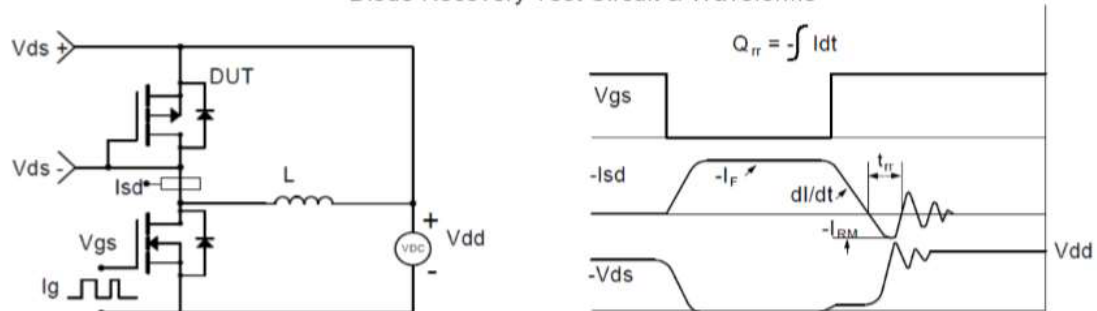 Diode Recovery Test Circuit & Waveforms
Vds +
DUT
Vds -
Isd
L
Vgs
Ig
VDC
+
-
Vdd
Qrr = -∫ Idt
Vgs
-Isd
-IF
dI/dt
trr
-IRM
Vdd
-Vds